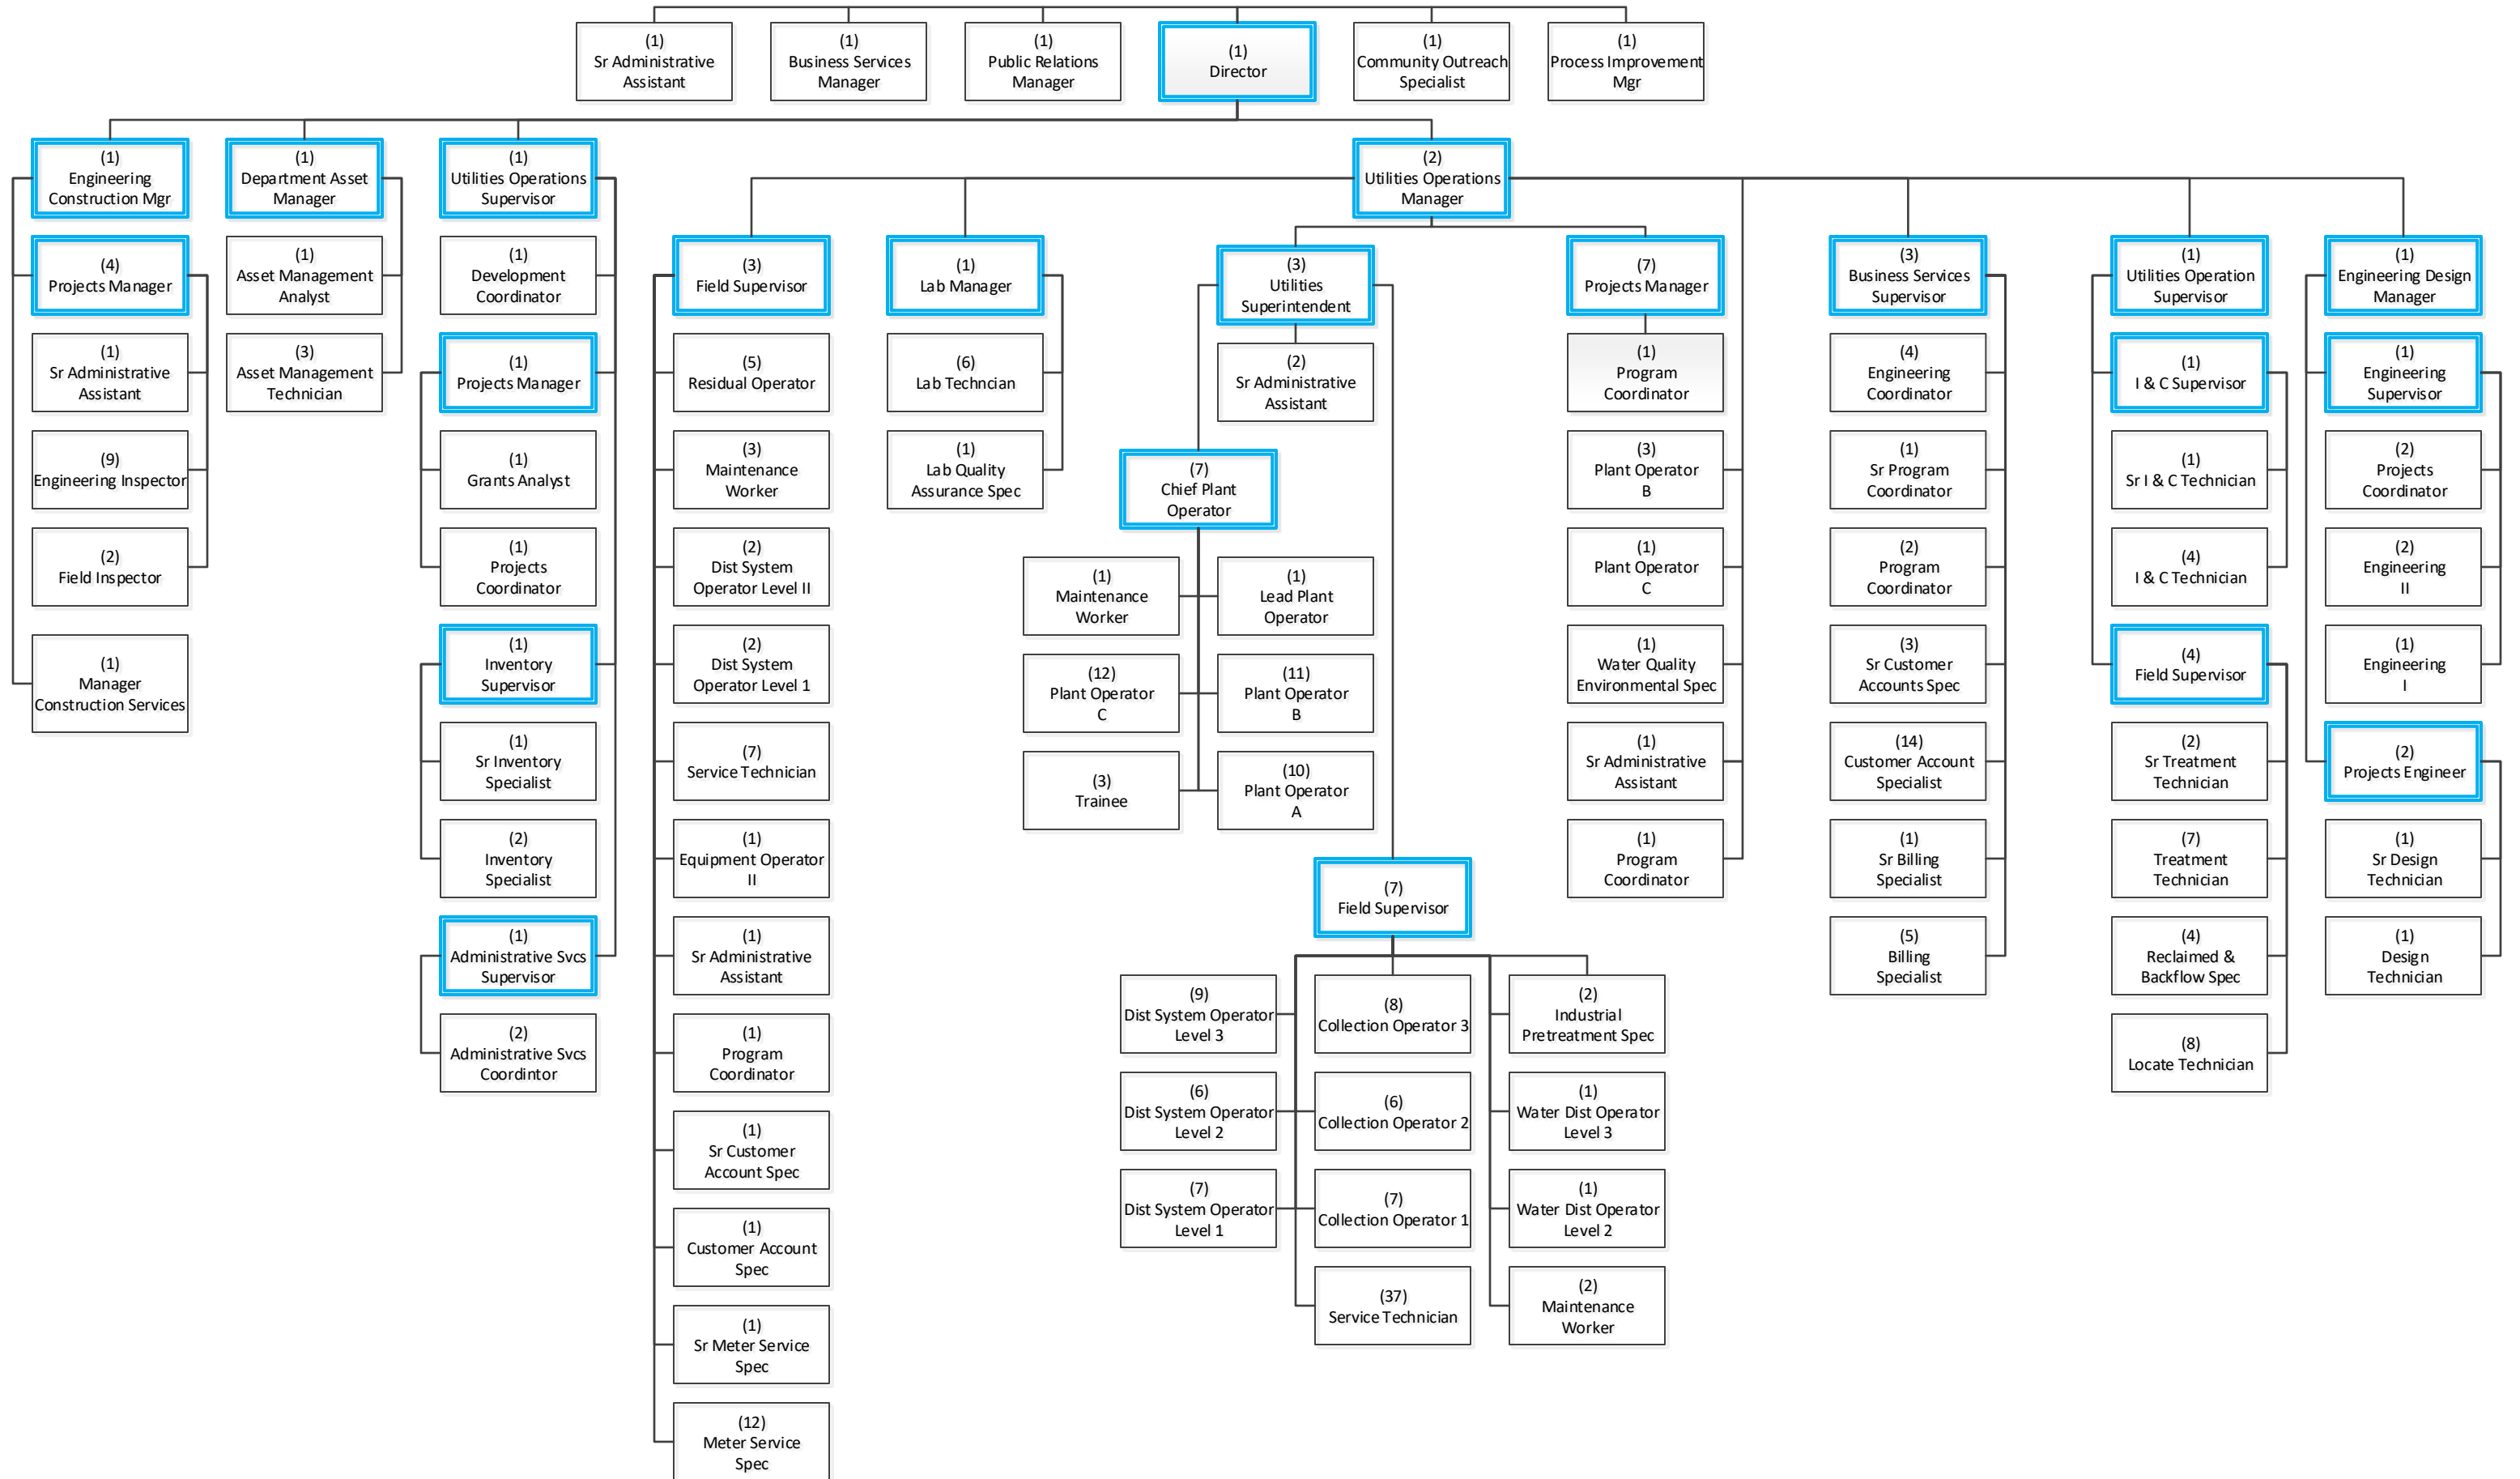 (1)
Sr Administrative
Assistant
(1)
Business Services
Manager
(1)
Public Relations
Manager
(1)
Director
(1)
Community Outreach
Specialist
(1)
Process Improvement
Mgr
(1)
Engineering
Construction Mgr
(1)
Department Asset
Manager
(1)
Utilities Operations
Supervisor
(2)
Utilities Operations
Manager
(4)
Projects Manager
(1)
Sr Administrative
Assistant
(9)
Engineering Inspector
(2)
Field Inspector
(1)
Manager
Construction Services
(1)
Asset Management
Analyst
(3)
Asset Management
Technician
(1)
Development
Coordinator
(1)
Projects Manager
(1)
Grants Analyst
(1)
Projects
Coordinator
(1)
Inventory
Supervisor
(1)
Sr Inventory
Specialist
(2)
Inventory
Specialist
(1)
Administrative Svcs
Supervisor
(2)
Administrative Svcs
Coordintor
(3)
Field Supervisor
(5)
Residual Operator
(3)
Maintenance
Worker
(2)
Dist System
Operator Level II
(2)
Dist System
Operator Level 1
(7)
Service Technician
(1)
Equipment Operator
II
(1)
Sr Administrative
Assistant
(1)
Program
Coordinator
(1)
Sr Customer
Account Spec
(1)
Customer Account
Spec
(1)
Sr Meter Service
Spec
(12)
Meter Service
Spec
(1)
Lab Manager
(6)
Lab Techncian
(1)
Lab Quality
Assurance Spec
(3)
Utilities
Superintendent
(2)
Sr Administrative
Assistant
(7)
Chief Plant
Operator
(1)
Maintenance
Worker
(1)
Lead Plant
Operator
(12)
Plant Operator
C
(11)
Plant Operator
B
(3)
Trainee
(10)
Plant Operator
A
(7)
Field Supervisor
(9)
Dist System Operator
Level 3
(8)
Collection Operator 3
(2)
Industrial
Pretreatment Spec
(6)
Dist System Operator
Level 2
(6)
Collection Operator 2
(1)
Water Dist Operator
Level 3
(7)
Dist System Operator
Level 1
(7)
Collection Operator 1
(1)
Water Dist Operator
Level 2
(37)
Service Technician
(2)
Maintenance
Worker
(7)
Projects Manager
(1)
Program
Coordinator
(3)
Plant Operator
B
(1)
Plant Operator
C
(1)
Water Quality
Environmental Spec
(1)
Sr Administrative
Assistant
(1)
Program
Coordinator
(3)
Business Services
Supervisor
(4)
Engineering
Coordinator
(1)
Sr Program
Coordinator
(2)
Program
Coordinator
(3)
Sr Customer
Accounts Spec
(14)
Customer Account
Specialist
(1)
Sr Billing
Specialist
(5)
Billing
Specialist
(1)
Utilities Operation
Supervisor
(1)
I & C Supervisor
(1)
Sr I & C Technician
(4)
I & C Technician
(4)
Field Supervisor
(2)
Sr Treatment
Technician
(7)
Treatment
Technician
(4)
Reclaimed &
Backflow Spec
(8)
Locate Technician
(1)
Engineering Design
Manager
(1)
Engineering
Supervisor
(2)
Projects
Coordinator
(2)
Engineering
II
(1)
Engineering
I
(2)
Projects Engineer
(1)
Sr Design
Technician
(1)
Design
Technician